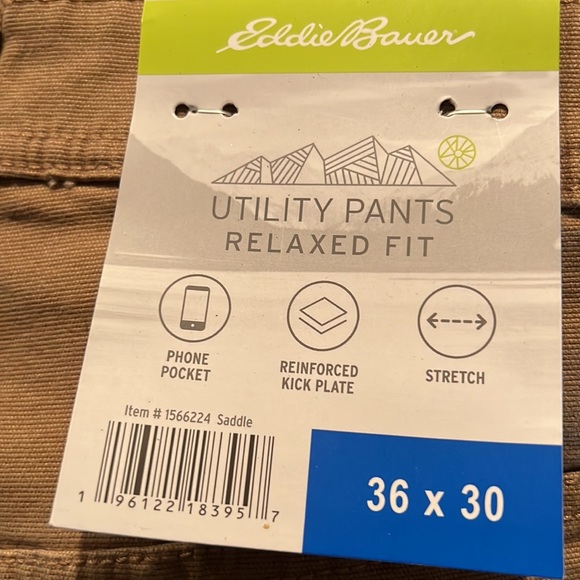 Eddie Bauer
UTILITY PANTS
RELAXED FIT
PHONE
POCKET
REINFORCED
KICK PLATE
STRETCH
Item # 1566224 Saddle
1 96122 18395 7
36 x 30